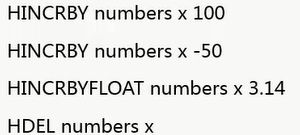 HINCRBY numbers x 100
HINCRBY numbers x -50
HINCRBYFLOAT numbers x 3.14
HDEL numbers x